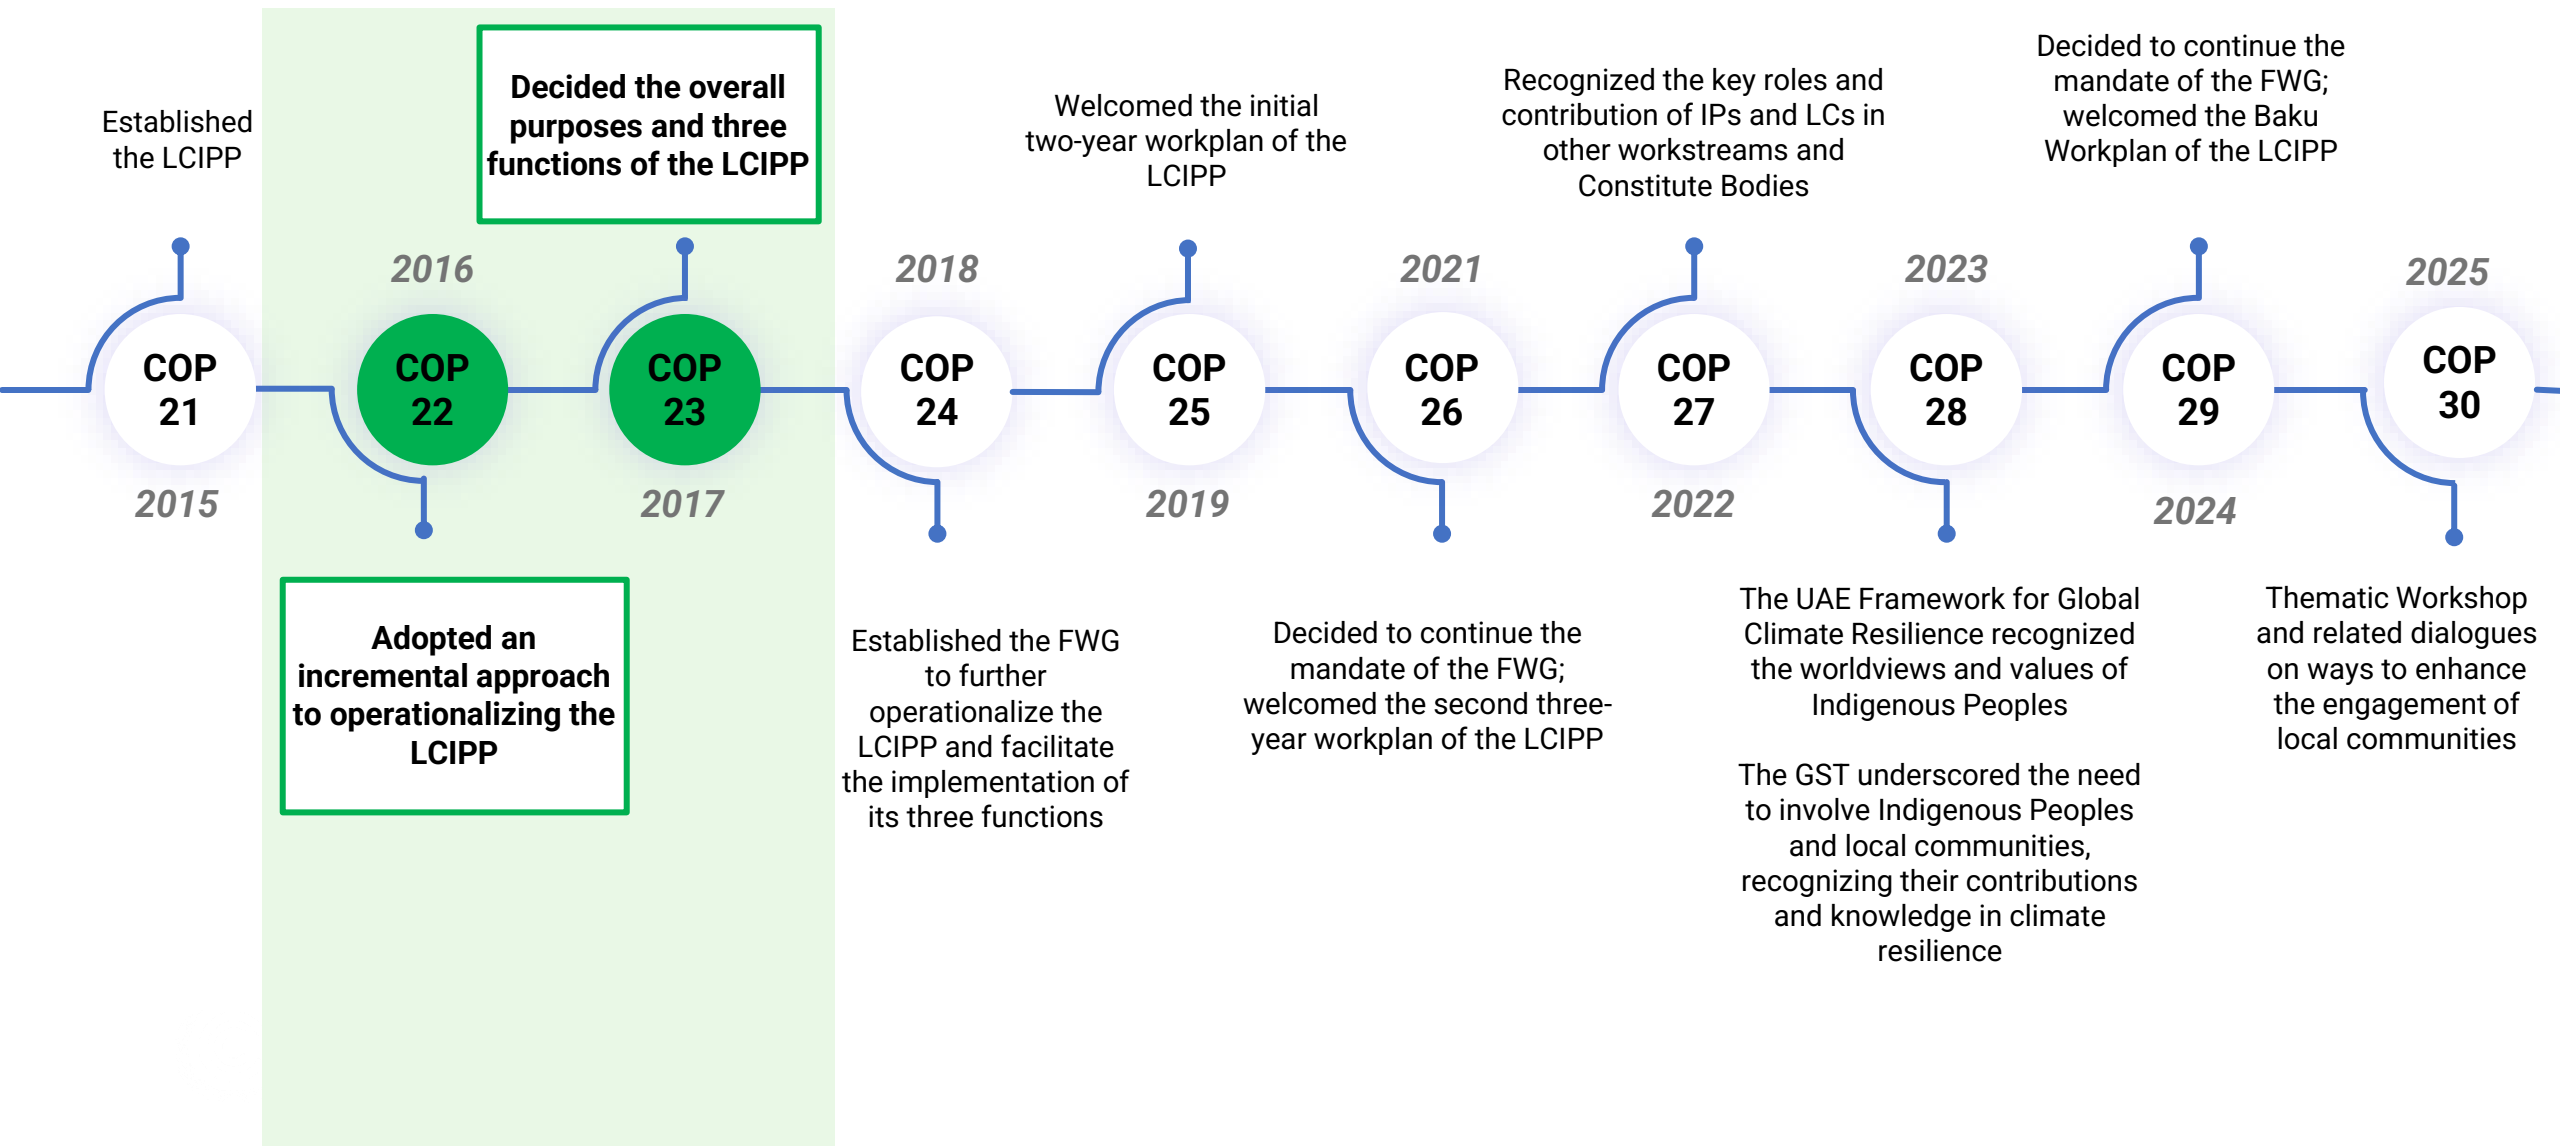 Established
the LCIPP
COP
21
2015
2016
COP
22
Adopted an
incremental approach
to operationalizing the
LCIPP
Decided the overall
purposes and three
functions of the LCIPP
COP
23
2017
2018
COP
24
Established the FWG
to further
operationalize the
LCIPP and facilitate
the implementation of
its three functions
Welcomed the initial
two-year workplan of the
LCIPP
COP
25
2019
2021
COP
26
Decided to continue the
mandate of the FWG;
welcomed the second three-
year workplan of the LCIPP
Recognized the key roles and
contribution of IPs and LCs in
other workstreams and
Constitute Bodies
COP
27
2022
2023
COP
28
The UAE Framework for Global
Climate Resilience recognized
the worldviews and values of
Indigenous Peoples
The GST underscored the need
to involve Indigenous Peoples
and local communities,
recognizing their contributions
and knowledge in climate
resilience
Decided to continue the
mandate of the FWG;
welcomed the Baku
Workplan of the LCIPP
COP
29
2024
2025
COP
30
Thematic Workshop
and related dialogues
on ways to enhance
the engagement of
local communities